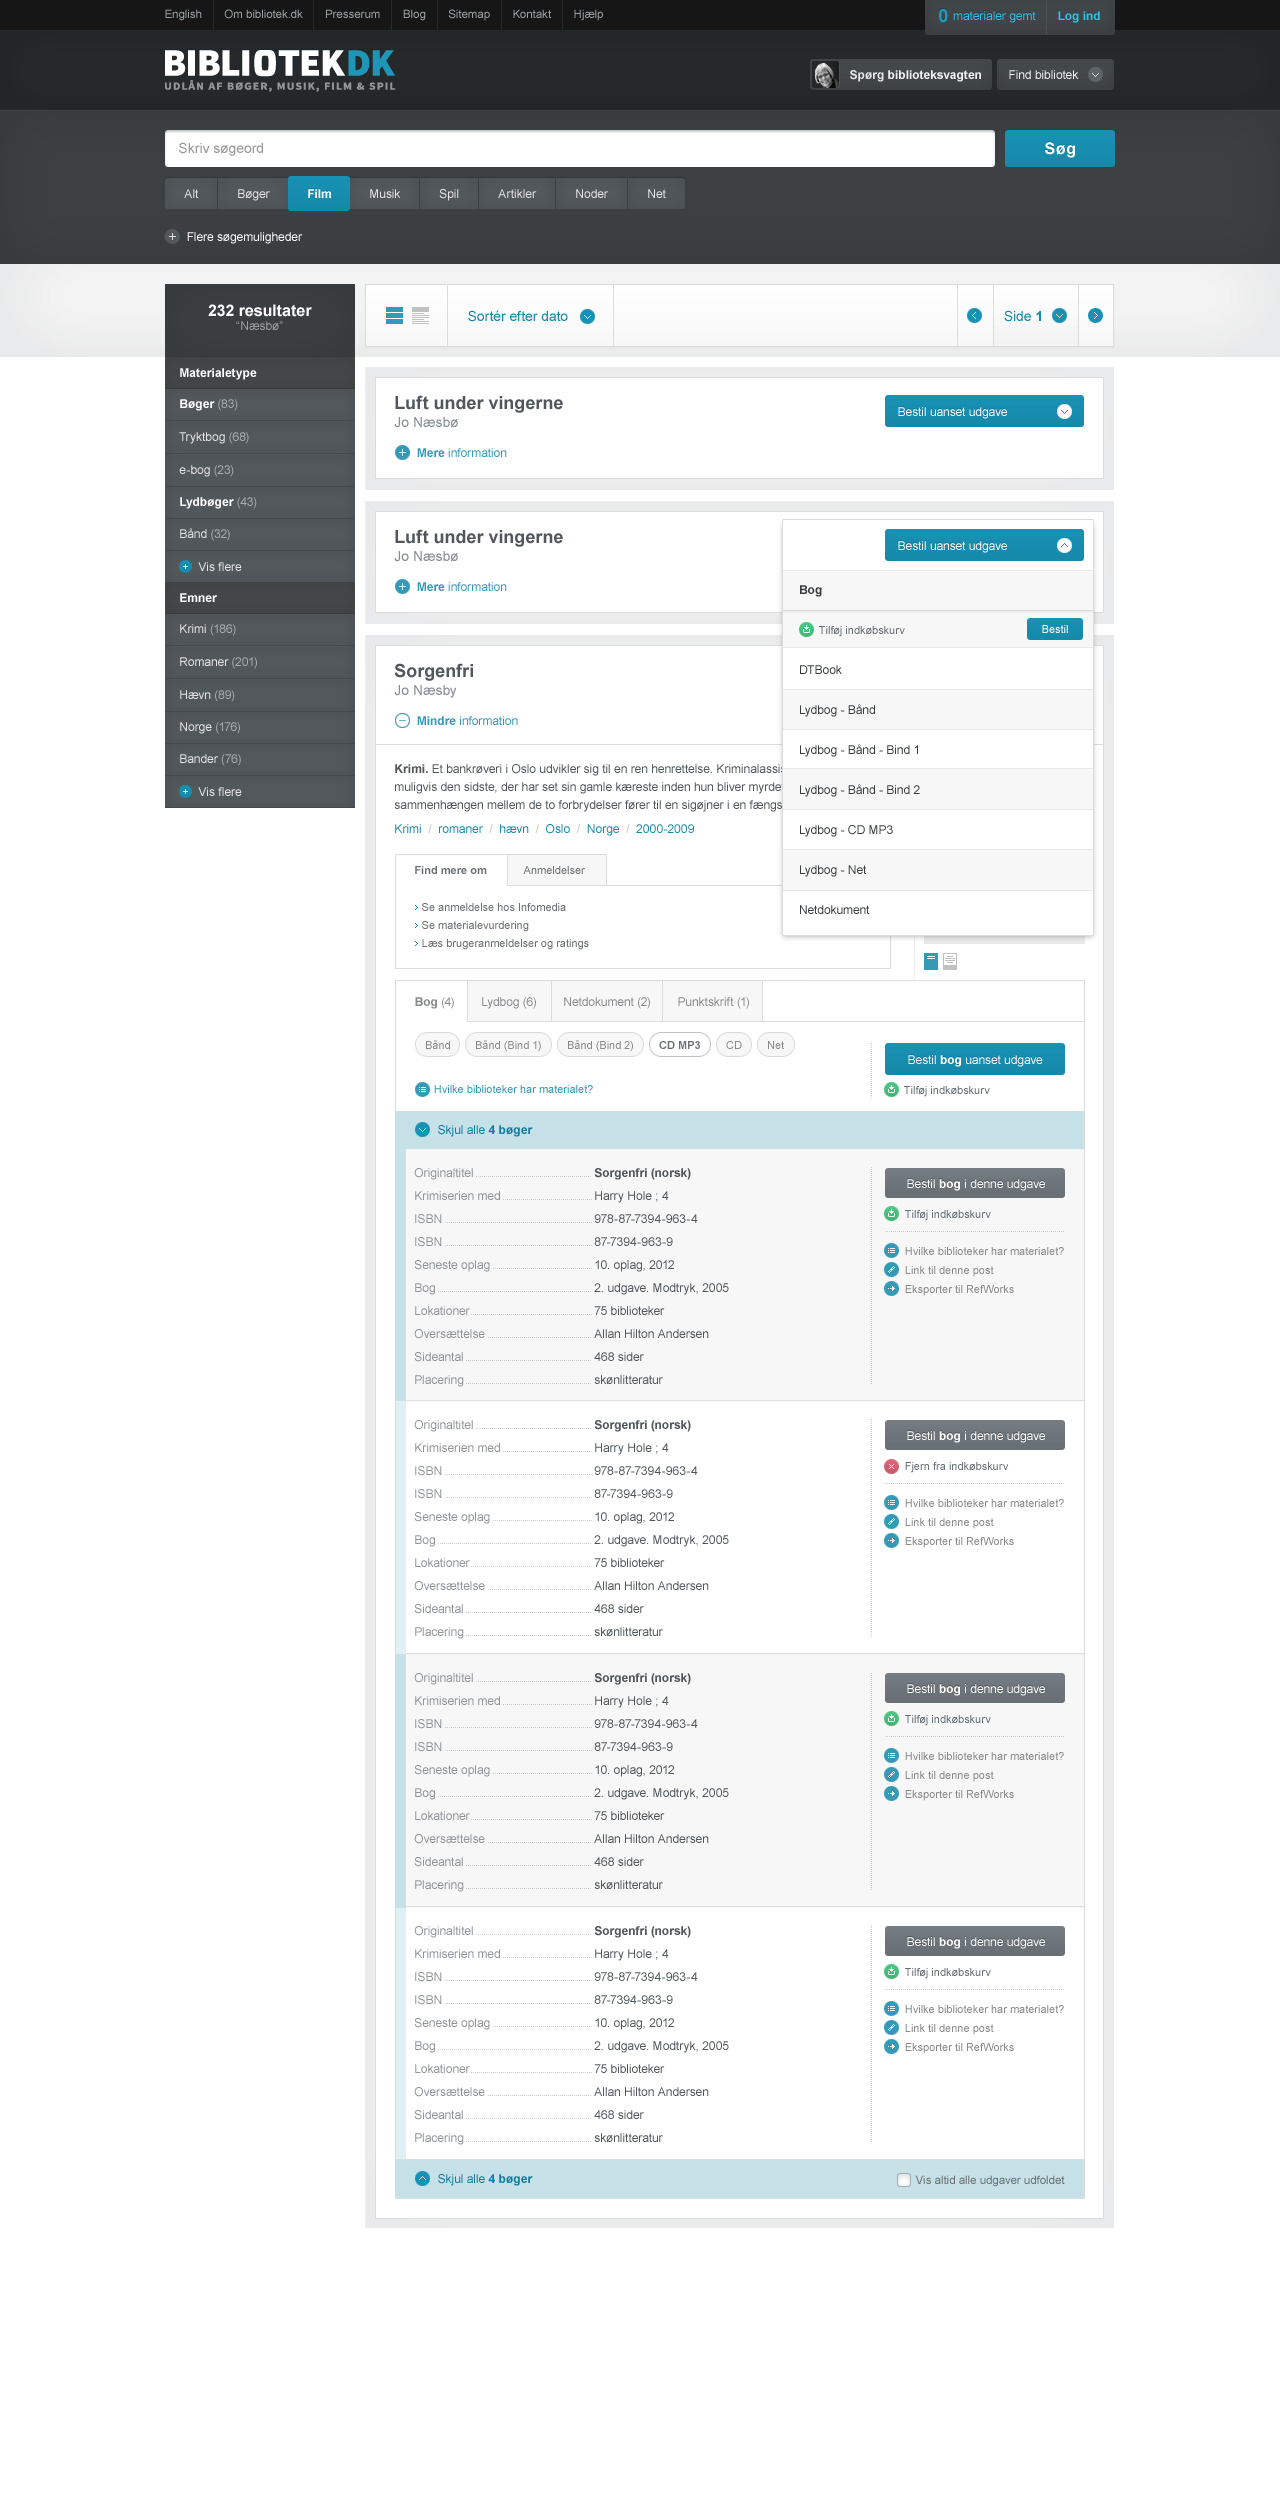 English Om bibliotek.dk Presserum Blog Sitemap Kontakt Hjælp
0 materialer gemt Log ind
BIBLIOTEKDK
UDLÅN AF BØGER, MUSIK, FILM & SPIL
Spørg biblioteksvagten Find bibliotek
Skriv søgeord Søg
Alt Bøger Film Musik Spil Artikler Noder Net
Flere søgemuligheder
232 resultater
"Næsbø"
Materialetype
Bøger (83)
Tryktbog (68)
e-bog (23)
Lydbøger (43)
Bånd (32)
Vis flere
Emner
Krimi (186)
Romaner (201)
Hævn (89)
Norge (176)
Bander (76)
Vis flere
Sortér efter dato Side 1
Luft under vingerne
Jo Næsbø
Mere information
Bestil uanset udgave
Luft under vingerne
Jo Næsbø
Mere information
Bestil uanset udgave
Bog
Tilføj indkøbskurv Bestil
DTBook
Lydbog - Bånd
Lydbog - Bånd - Bind 1
Lydbog - Bånd - Bind 2
Lydbog - CD MP3
Lydbog - Net
Netdokument
Sorgenfri
Jo Næsby
Mindre information
Krimi. Et bankrøveri i Oslo udvikler sig til en ren henrettelse. Kriminalassis
muligvis den sidste, der har set sin gamle kæreste inden hun bliver myrde
sammenhængen mellem de to forbrydelser fører til en sigøjner i en fængs
Krimi / romaner / hævn / Oslo / Norge / 2000-2009
Find mere om Anmeldelser
Se anmeldelse hos Infomedia
Se materialevurdering
Læs brugeranmeldelser og ratings
Bog (4) Lydbog (6) Netdokument (2) Punktskrift (1)
Bånd Bånd (Bind 1) Bånd (Bind 2) CD MP3 CD Net
Bestil bog uanset udgave
Hvilke biblioteker har materialet? Tilføj indkøbskurv
Skjul alle 4 bøger
Originaltitel Sorgenfri (norsk)
Krimiserien med Harry Hole ; 4
ISBN 978-87-7394-963-4
ISBN 87-7394-963-9
Seneste oplag 10. oplag, 2012
Bog 2. udgave. Modtryk, 2005
Lokationer 75 biblioteker
Oversættelse Allan Hilton Andersen
Sideantal 468 sider
Placering skønlitteratur
Bestil bog i denne udgave
Tilføj indkøbskurv
Hvilke biblioteker har materialet?
Link til denne post
Eksporter til RefWorks
Originaltitel Sorgenfri (norsk)
Krimiserien med Harry Hole ; 4
ISBN 978-87-7394-963-4
ISBN 87-7394-963-9
Seneste oplag 10. oplag, 2012
Bog 2. udgave. Modtryk, 2005
Lokationer 75 biblioteker
Oversættelse Allan Hilton Andersen
Sideantal 468 sider
Placering skønlitteratur
Bestil bog i denne udgave
Fjern fra indkøbskurv
Hvilke biblioteker har materialet?
Link til denne post
Eksporter til RefWorks
Originaltitel Sorgenfri (norsk)
Krimiserien med Harry Hole ; 4
ISBN 978-87-7394-963-4
ISBN 87-7394-963-9
Seneste oplag 10. oplag, 2012
Bog 2. udgave. Modtryk, 2005
Lokationer 75 biblioteker
Oversættelse Allan Hilton Andersen
Sideantal 468 sider
Placering skønlitteratur
Bestil bog i denne udgave
Tilføj indkøbskurv
Hvilke biblioteker har materialet?
Link til denne post
Eksporter til RefWorks
Originaltitel Sorgenfri (norsk)
Krimiserien med Harry Hole ; 4
ISBN 978-87-7394-963-4
ISBN 87-7394-963-9
Seneste oplag 10. oplag, 2012
Bog 2. udgave. Modtryk, 2005
Lokationer 75 biblioteker
Oversættelse Allan Hilton Andersen
Sideantal 468 sider
Placering skønlitteratur
Bestil bog i denne udgave
Tilføj indkøbskurv
Hvilke biblioteker har materialet?
Link til denne post
Eksporter til RefWorks
Skjul alle 4 bøger Vis altid alle udgaver udfoldet